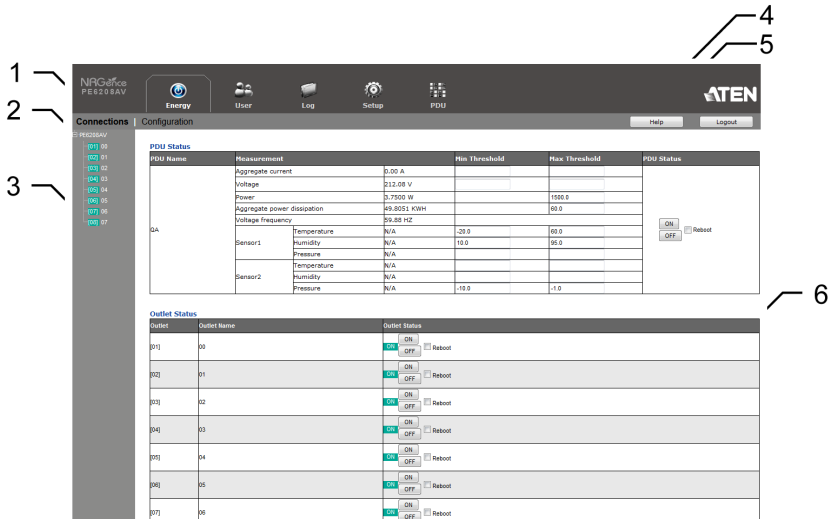 4
5
1
NRGence
PE6208AV
Energy
User
Log
Setup
PDU
ATEN
2
Connections | Configuration
Help
Logout
3
PE6208AV
[01] 00
[02] 01
[03] 02
[04] 03
[05] 04
[06] 05
[07] 06
[08] 07
PDU Status
PDU Name Measurement Min Threshold Max Threshold PDU Status
QA
Aggregate current 0.00 A
Voltage 212.08 V
Power 3.7500 W 1500.0
Aggregate power dissipation 49.8051 KWH 60.0
Voltage frequency 59.88 HZ
Sensor1
Temperature N/A -20.0 60.0
Humidity N/A 10.0 95.0
Pressure N/A
Sensor2
Temperature N/A
Humidity N/A
Pressure N/A -10.0 -1.0
ON
OFF
Reboot
6
Outlet Status
Outlet Outlet Name Outlet Status
[01] 00 ON ON OFF Reboot
[02] 01 ON ON OFF Reboot
[03] 02 ON ON OFF Reboot
[04] 03 ON ON OFF Reboot
[05] 04 ON ON OFF Reboot
[06] 05 ON ON OFF Reboot
[07] 06 ON ON OFF Reboot